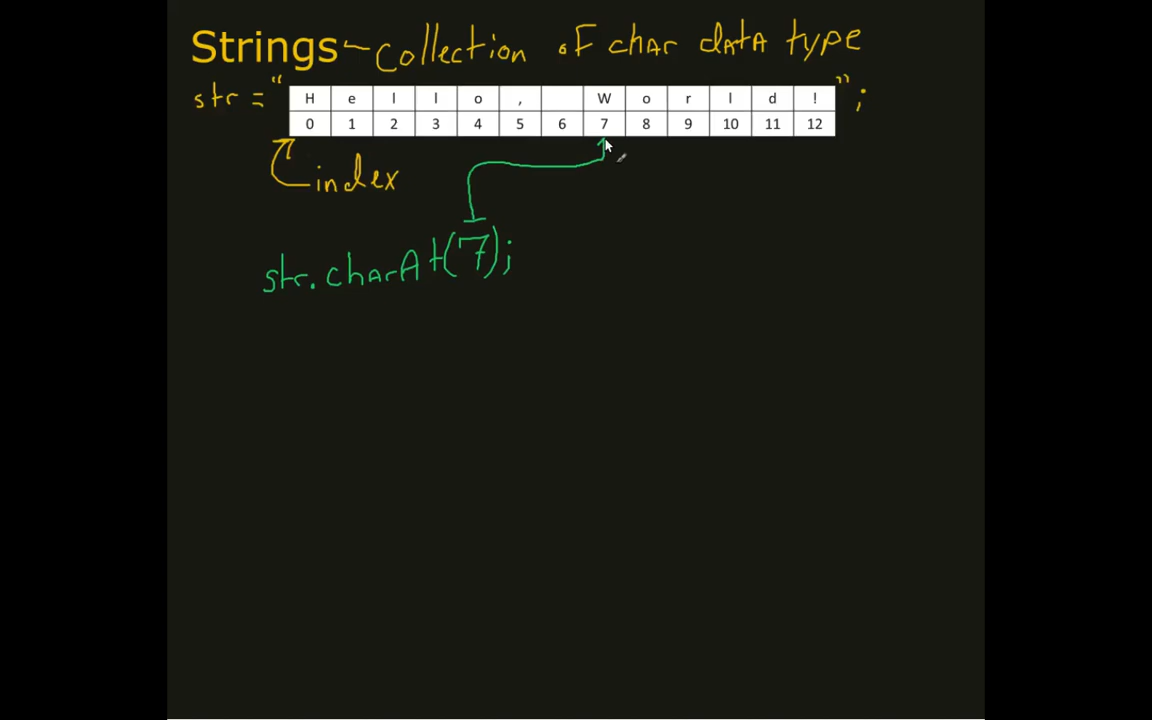 Strings - Collection of char data type
str = " H e l l o , W o r l d ! ";
0 1 2 3 4 5 6 7 8 9 10 11 12
index
str.charAt(7);